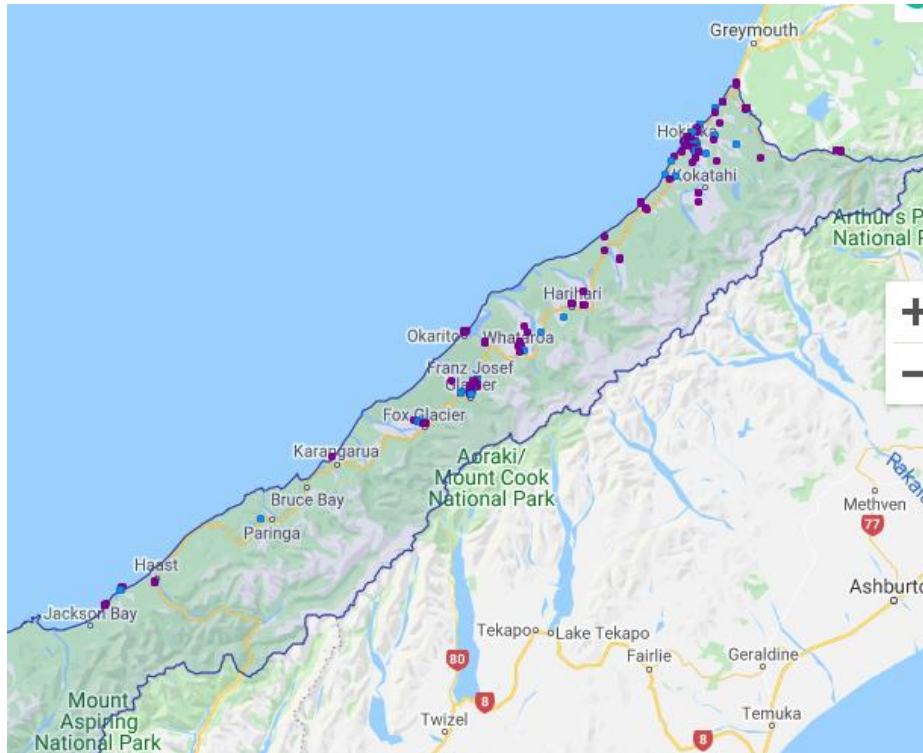 Greymouth
Hokitika
Kokatahi
Arthur's P
National P
Harihari
Okarito
Whataroa
Franz Josef
Glacier
Fox Glacier
Karangarua
Aoraki/
Mount Cook
National Park
Bruce Bay
Paringa
Rakai
Methven
77
Haast
Jackson Bay
Ashburto
Tekapo
Lake Tekapo
80
Fairlie
Geraldine
Mount
Aspiring
National Park
8
Twizel
Temuka
8
+
−